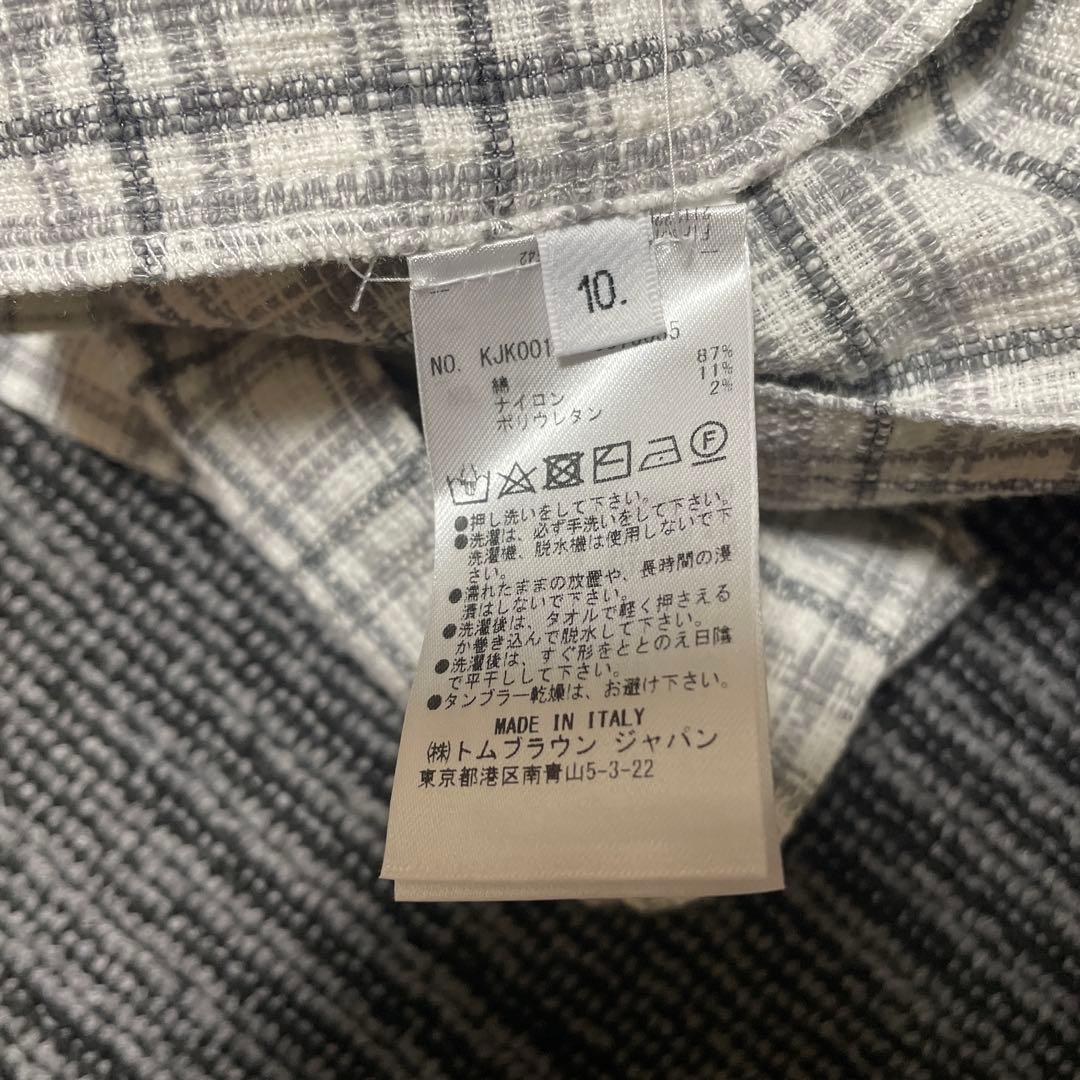 42
10.
NO. KJK001
綿 87%
ナイロン 11%
ポリウレタン 2%
F
●押し洗いをして下さい。
●洗濯は、必ず手洗いをして下さい。
洗濯機、脱水機は使用しないで下
さい。
●濡れたままの放置や、長時間の浸
漬はしないで下さい。
●洗濯後は、タオルで軽く押さえる
か巻き込んで脱水して下さい。
●洗濯後は、すぐ形をととのえ日陰
で平干しして下さい。
●タンブラー乾燥は、お避け下さい。
MADE IN ITALY
㈱トムブラウン ジャパン
東京都港区南青山5-3-22